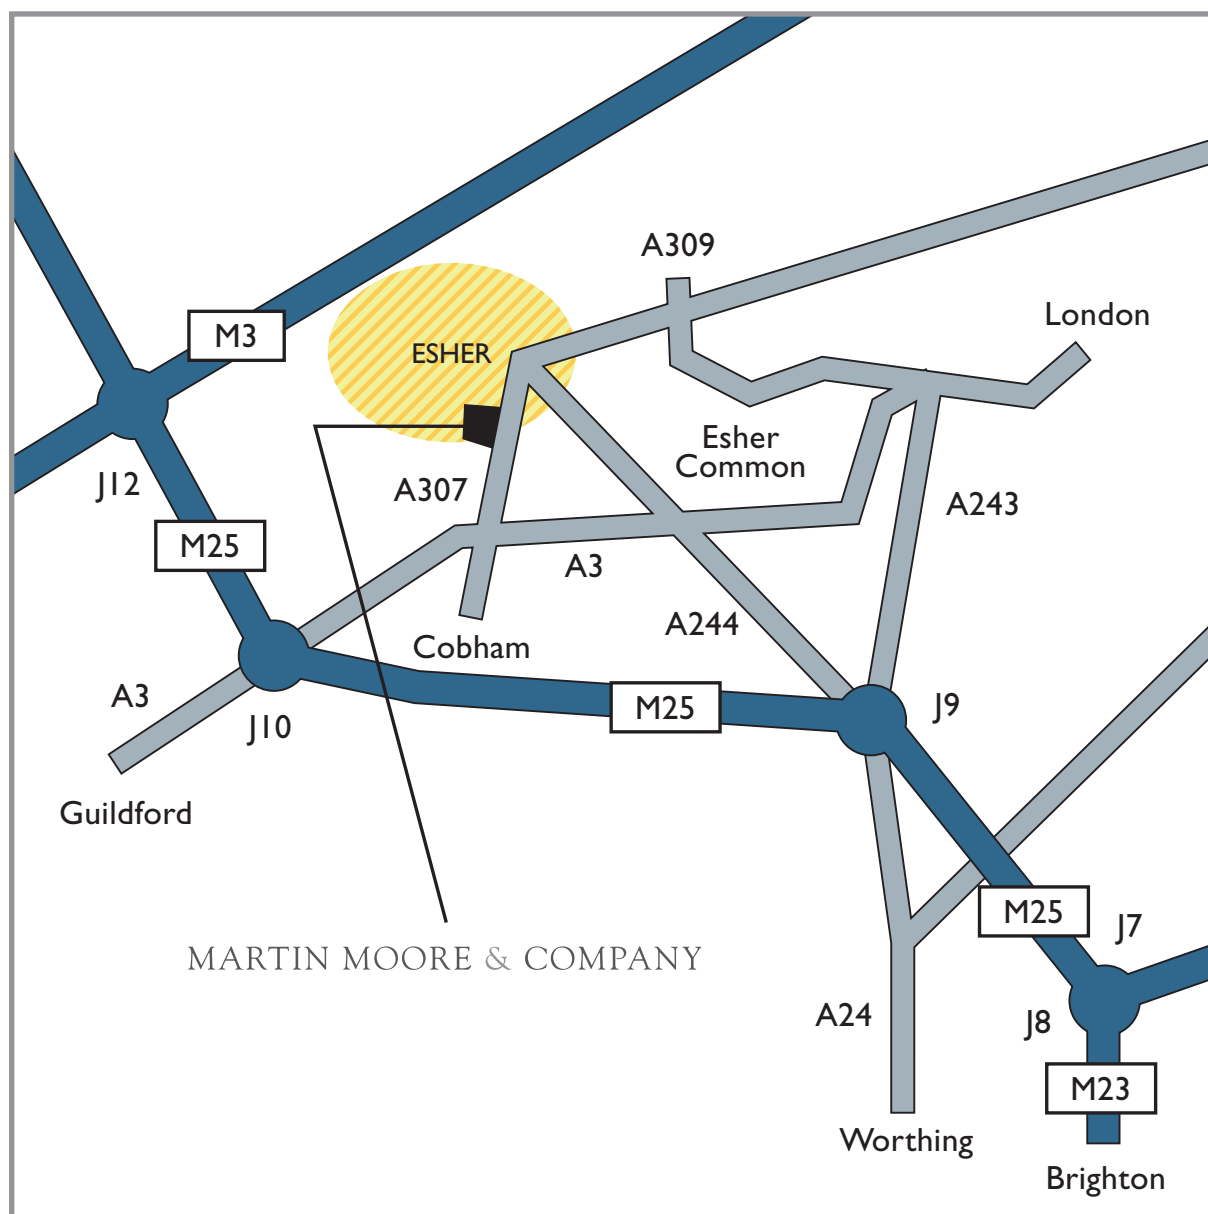 A309
London
M3
ESHER
Esher
Common
J12
A307
A243
M25
A3
A244
Cobham
A3
M25
J9
J10
Guildford
M25
J7
MARTIN MOORE & COMPANY
A24
J8
M23
Worthing
Brighton